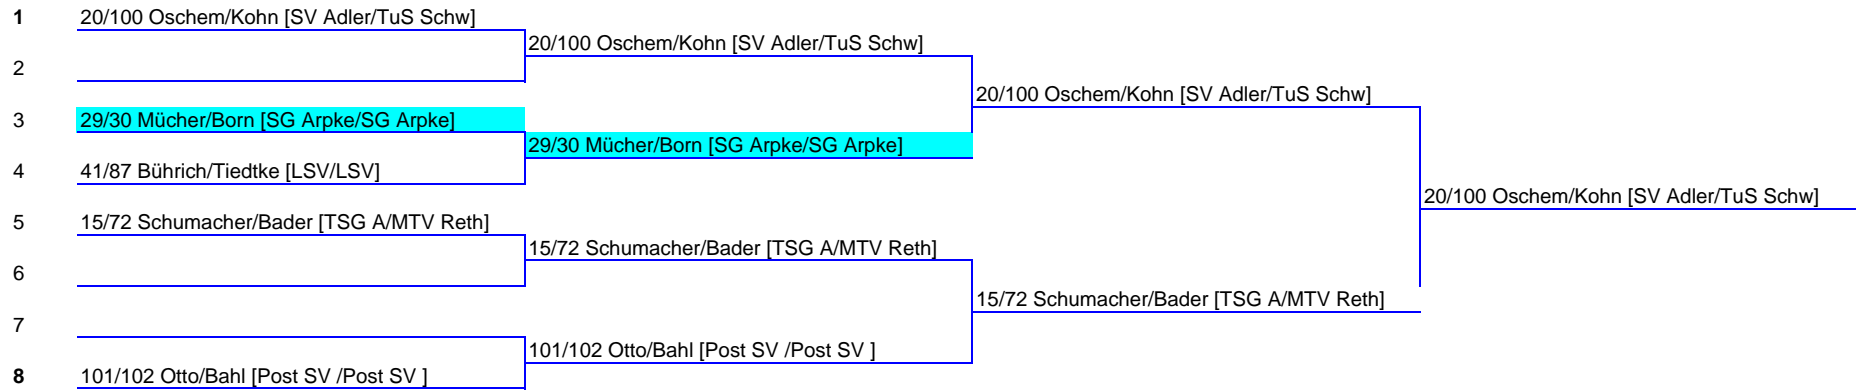 1 20/100 Oschem/Kohn [SV Adler/TuS Schw]
20/100 Oschem/Kohn [SV Adler/TuS Schw]
2
20/100 Oschem/Kohn [SV Adler/TuS Schw]
3 29/30 Mücher/Born [SG Arpke/SG Arpke]
29/30 Mücher/Born [SG Arpke/SG Arpke]
4 41/87 Bührich/Tiedtke [LSV/LSV]
20/100 Oschem/Kohn [SV Adler/TuS Schw]
5 15/72 Schumacher/Bader [TSG A/MTV Reth]
15/72 Schumacher/Bader [TSG A/MTV Reth]
6
15/72 Schumacher/Bader [TSG A/MTV Reth]
7
101/102 Otto/Bahl [Post SV /Post SV ]
8 101/102 Otto/Bahl [Post SV /Post SV ]